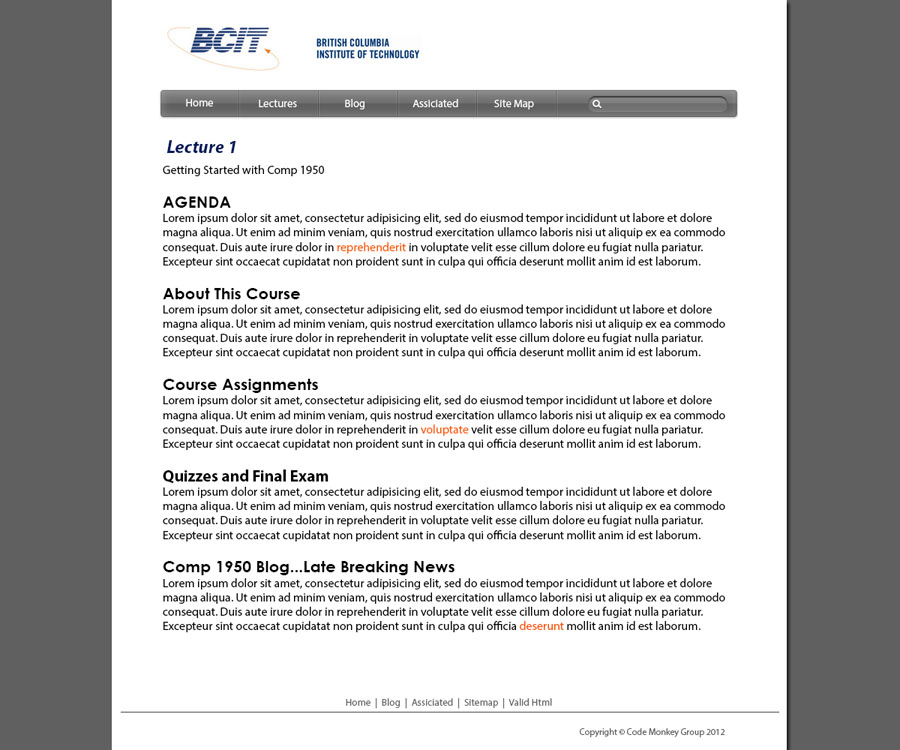 BCIT
BRITISH COLUMBIA
INSTITUTE OF TECHNOLOGY
Home Lectures Blog Assiciated Site Map
Lecture 1
Getting Started with Comp 1950
AGENDA
Lorem ipsum dolor sit amet, consectetur adipisicing elit, sed do eiusmod tempor incididunt ut labore et dolore
magna aliqua. Ut enim ad minim veniam, quis nostrud exercitation ullamco laboris nisi ut aliquip ex ea commodo
consequat. Duis aute irure dolor in reprehenderit in voluptate velit esse cillum dolore eu fugiat nulla pariatur.
Excepteur sint occaecat cupidatat non proident sunt in culpa qui officia deserunt mollit anim id est laborum.
About This Course
Lorem ipsum dolor sit amet, consectetur adipisicing elit, sed do eiusmod tempor incididunt ut labore et dolore
magna aliqua. Ut enim ad minim veniam, quis nostrud exercitation ullamco laboris nisi ut aliquip ex ea commodo
consequat. Duis aute irure dolor in reprehenderit in voluptate velit esse cillum dolore eu fugiat nulla pariatur.
Excepteur sint occaecat cupidatat non proident sunt in culpa qui officia deserunt mollit anim id est laborum.
Course Assignments
Lorem ipsum dolor sit amet, consectetur adipisicing elit, sed do eiusmod tempor incididunt ut labore et dolore
magna aliqua. Ut enim ad minim veniam, quis nostrud exercitation ullamco laboris nisi ut aliquip ex ea commodo
consequat. Duis aute irure dolor in reprehenderit in voluptate velit esse cillum dolore eu fugiat nulla pariatur.
Excepteur sint occaecat cupidatat non proident sunt in culpa qui officia deserunt mollit anim id est laborum.
Quizzes and Final Exam
Lorem ipsum dolor sit amet, consectetur adipisicing elit, sed do eiusmod tempor incididunt ut labore et dolore
magna aliqua. Ut enim ad minim veniam, quis nostrud exercitation ullamco laboris nisi ut aliquip ex ea commodo
consequat. Duis aute irure dolor in reprehenderit in voluptate velit esse cillum dolore eu fugiat nulla pariatur.
Excepteur sint occaecat cupidatat non proident sunt in culpa qui officia deserunt mollit anim id est laborum.
Comp 1950 Blog...Late Breaking News
Lorem ipsum dolor sit amet, consectetur adipisicing elit, sed do eiusmod tempor incididunt ut labore et dolore
magna aliqua. Ut enim ad minim veniam, quis nostrud exercitation ullamco laboris nisi ut aliquip ex ea commodo
consequat. Duis aute irure dolor in reprehenderit in voluptate velit esse cillum dolore eu fugiat nulla pariatur.
Excepteur sint occaecat cupidatat non proident sunt in culpa qui officia deserunt mollit anim id est laborum.
Home | Blog | Assiciated | Sitemap | Valid Html
Copyright © Code Monkey Group 2012